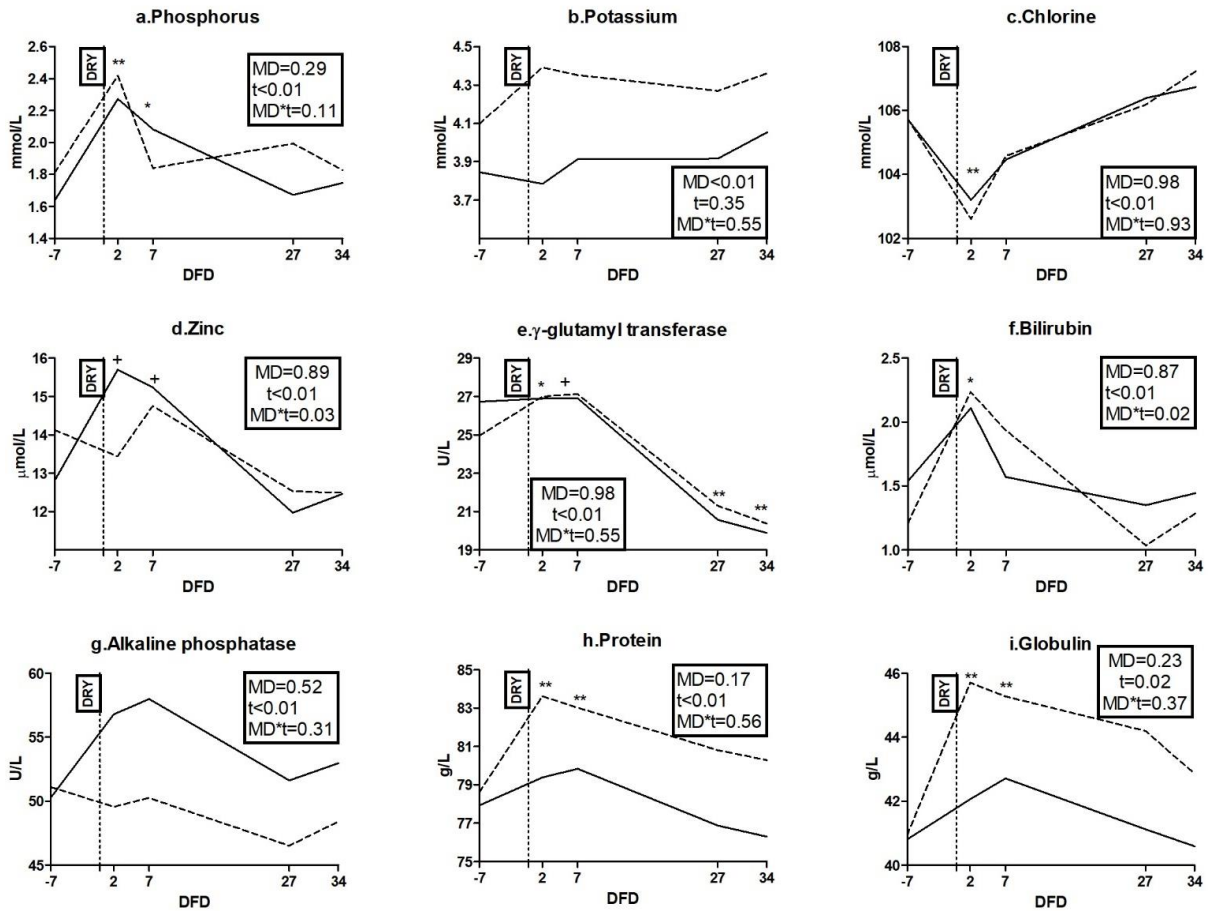 a.Phosphorus
mmol/L
2.6
2.4
2.2
2.0
1.8
1.6
1.4
DRY
**
*
MD=0.29
t<0.01
MD*t=0.11
-7 2 7 27 34
DFD
b.Potassium
mmol/L
4.5
4.3
4.1
3.9
3.7
DRY
MD<0.01
t=0.35
MD*t=0.55
-7 2 7 27 34
DFD
c.Chlorine
mmol/L
108
106
104
102
DRY
**
MD=0.98
t<0.01
MD*t=0.93
-7 2 7 27 34
DFD
d.Zinc
μmol/L
16
15
14
13
12
DRY
+
+
MD=0.89
t<0.01
MD*t=0.03
-7 2 7 27 34
DFD
e.γ-glutamyl transferase
U/L
29
27
25
23
21
19
DRY
* +
MD=0.98
t<0.01
MD*t=0.55
** **
-7 2 7 27 34
DFD
f.Bilirubin
μmol/L
2.5
2.0
1.5
1.0
DRY
*
MD=0.87
t<0.01
MD*t=0.02
-7 2 7 27 34
DFD
g.Alkaline phosphatase
U/L
60
55
50
45
DRY
MD=0.52
t<0.01
MD*t=0.31
-7 2 7 27 34
DFD
h.Protein
g/L
85
83
81
79
77
75
DRY
** **
MD=0.17
t<0.01
MD*t=0.56
-7 2 7 27 34
DFD
i.Globulin
g/L
46
44
42
40
DRY
** **
MD=0.23
t=0.02
MD*t=0.37
-7 2 7 27 34
DFD